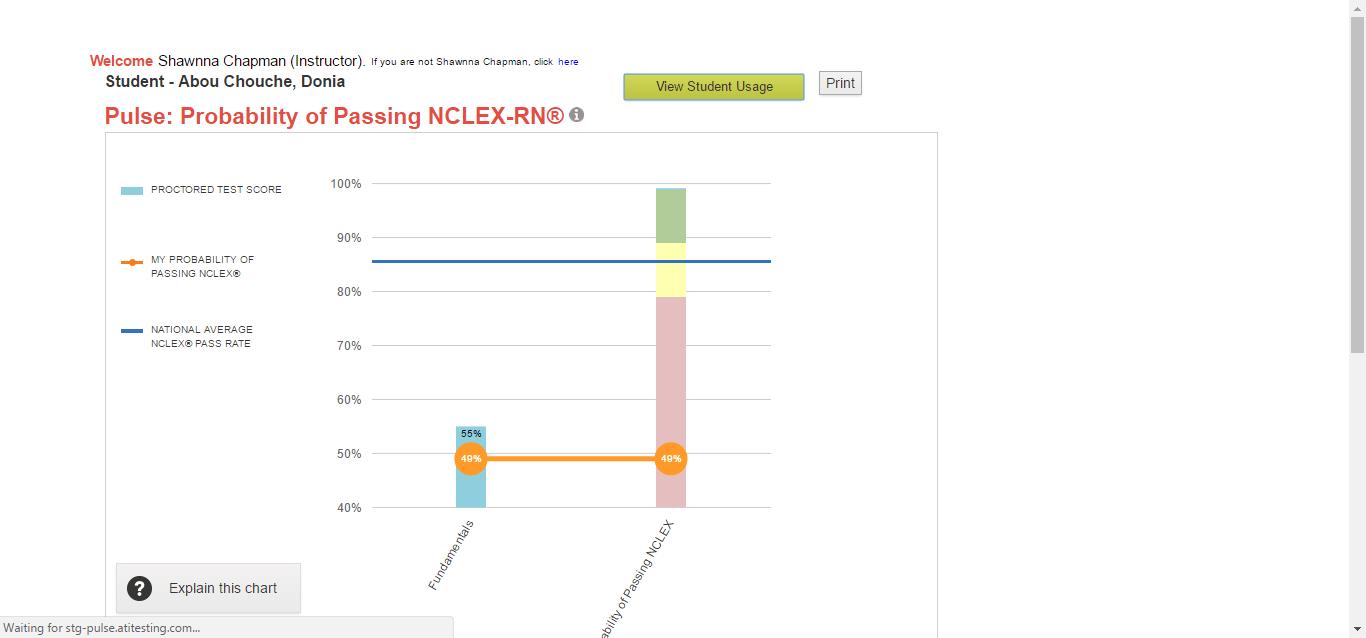 Welcome Shawnna Chapman (Instructor). If you are not Shawnna Chapman, click here
Student - Abou Chouche, Donia
View Student Usage
Print
Pulse: Probability of Passing NCLEX-RN®
PROCTORED TEST SCORE
MY PROBABILITY OF
PASSING NCLEX®
NATIONAL AVERAGE
NCLEX® PASS RATE
100%
90%
80%
70%
60%
50%
40%
55%
49%
49%
Fundamentals
ability of Passing NCLEX
? Explain this chart
Waiting for stg-pulse.atitesting.com...